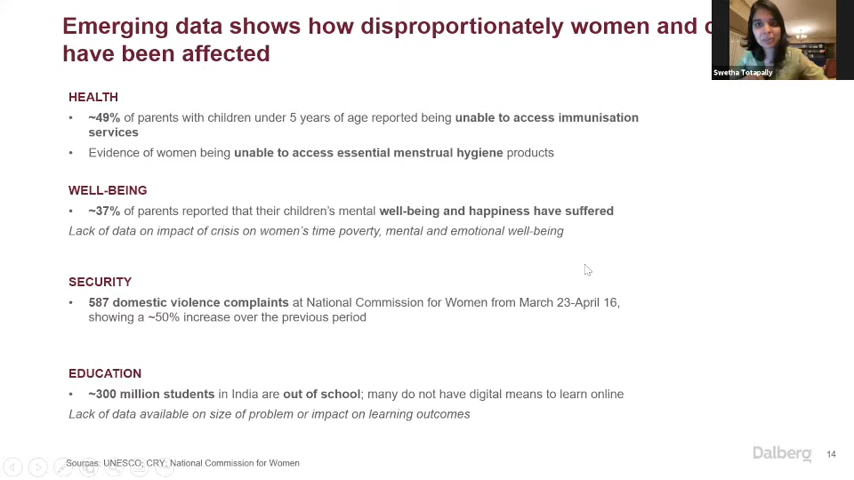 Emerging data shows how disproportionately women and
have been affected
Swetha Totapally
HEALTH
• ~49% of parents with children under 5 years of age reported being unable to access immunisation
services
• Evidence of women being unable to access essential menstrual hygiene products
WELL-BEING
• ~37% of parents reported that their children's mental well-being and happiness have suffered
Lack of data on impact of crisis on women's time poverty, mental and emotional well-being
SECURITY
• 587 domestic violence complaints at National Commission for Women from March 23-April 16,
showing a ~50% increase over the previous period
EDUCATION
• ~300 million students in India are out of school; many do not have digital means to learn online
Lack of data available on size of problem or impact on learning outcomes
Sources: UNESCO; CRY; National Commission for Women
Dalberg 14